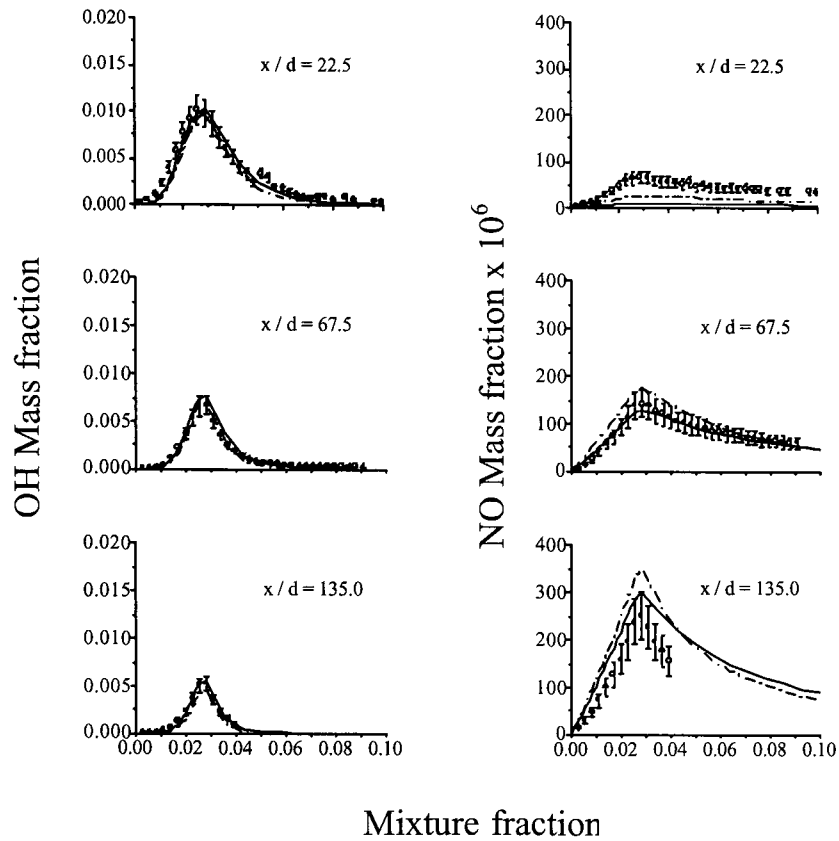 OH Mass fraction
0.020
0.015
0.010
0.005
0.000
x / d = 22.5
0.020
0.015
0.010
0.005
0.000
x / d = 67.5
0.020
0.015
0.010
0.005
0.000
x / d = 135.0
0.00 0.02 0.04 0.06 0.08 0.10
NO Mass fraction x 10⁶
400
300
200
100
0
x / d = 22.5
400
300
200
100
0
x / d = 67.5
400
300
200
100
0
x / d = 135.0
0.00 0.02 0.04 0.06 0.08 0.10
Mixture fraction